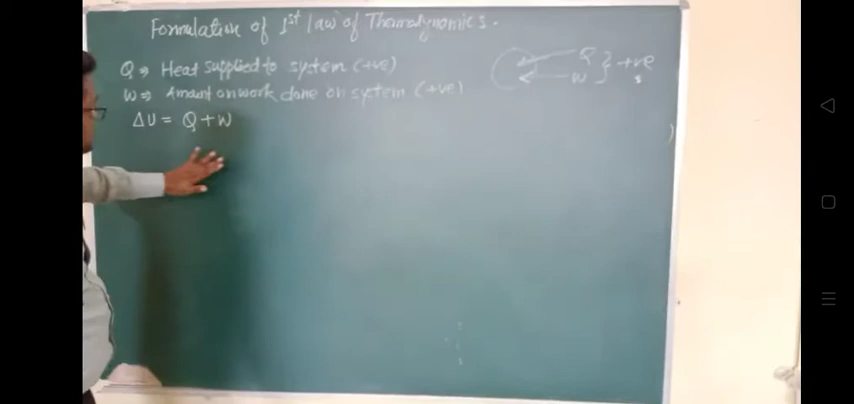 Formulation of 1st law of Thermodynamics.
Q => Heat supplied to system (+ve)
W => Amount on work done on system (+ve)
ΔU = Q + W
Q
W } +ve